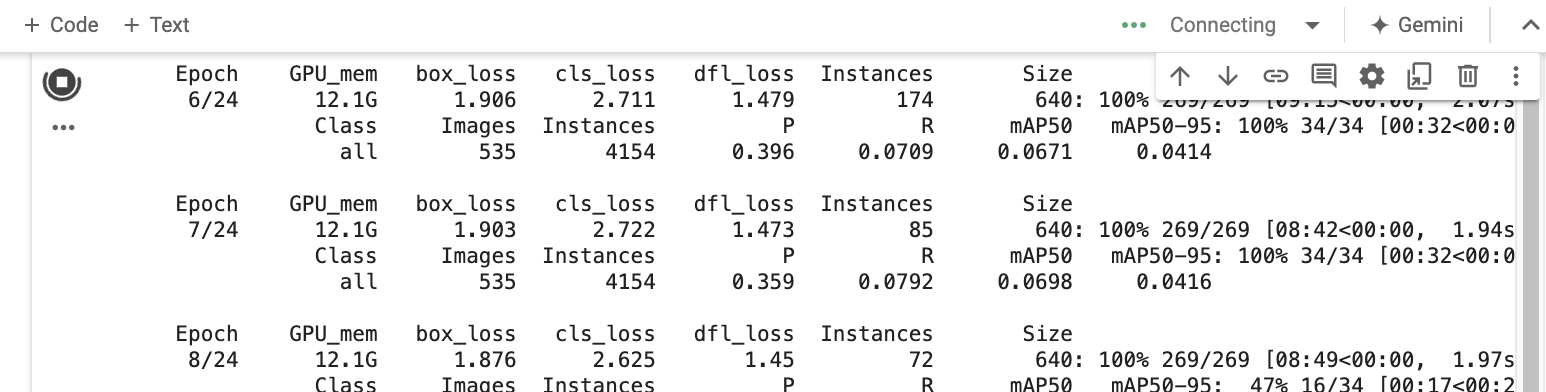 + Code + Text ••• Connecting Gemini
Epoch GPU_mem box_loss cls_loss dfl_loss Instances Size
6/24 12.1G 1.906 2.711 1.479 174 640: 100% 269/269 [09:15<00:00, 2.07s
Class Images Instances P R mAP50 mAP50-95: 100% 34/34 [00:32<00:0
all 535 4154 0.396 0.0709 0.0671 0.0414
Epoch GPU_mem box_loss cls_loss dfl_loss Instances Size
7/24 12.1G 1.903 2.722 1.473 85 640: 100% 269/269 [08:42<00:00, 1.94s
Class Images Instances P R mAP50 mAP50-95: 100% 34/34 [00:32<00:0
all 535 4154 0.359 0.0792 0.0698 0.0416
Epoch GPU_mem box_loss cls_loss dfl_loss Instances Size
8/24 12.1G 1.876 2.625 1.45 72 640: 100% 269/269 [08:49<00:00, 1.97s
Class Images Instances P R mAP50 mAP50-95: 47% 16/34 [00:17<00:2